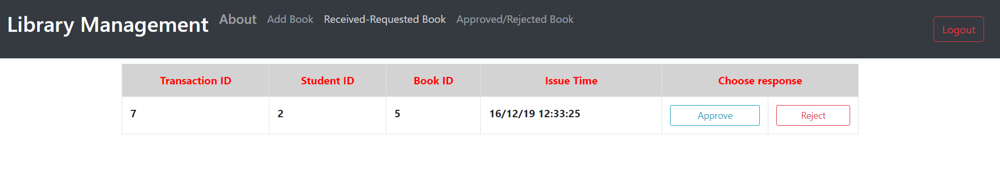 Library Management About Add Book Received-Requested Book Approved/Rejected Book Logout
Transaction ID Student ID Book ID Issue Time Choose response
7 2 5 16/12/19 12:33:25 Approve Reject